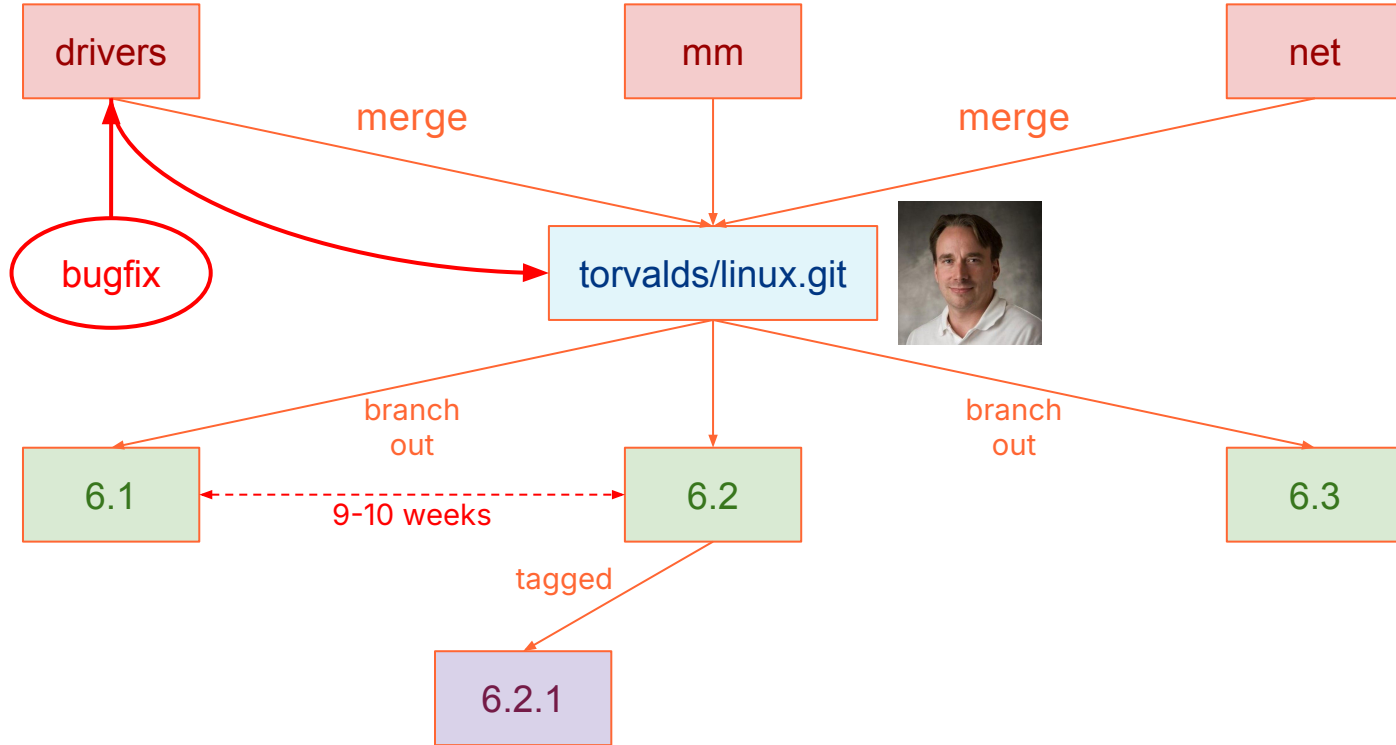 drivers
mm
net
merge
merge
bugfix
torvalds/linux.git
branch
out
branch
out
6.1
9-10 weeks
6.2
6.3
tagged
6.2.1